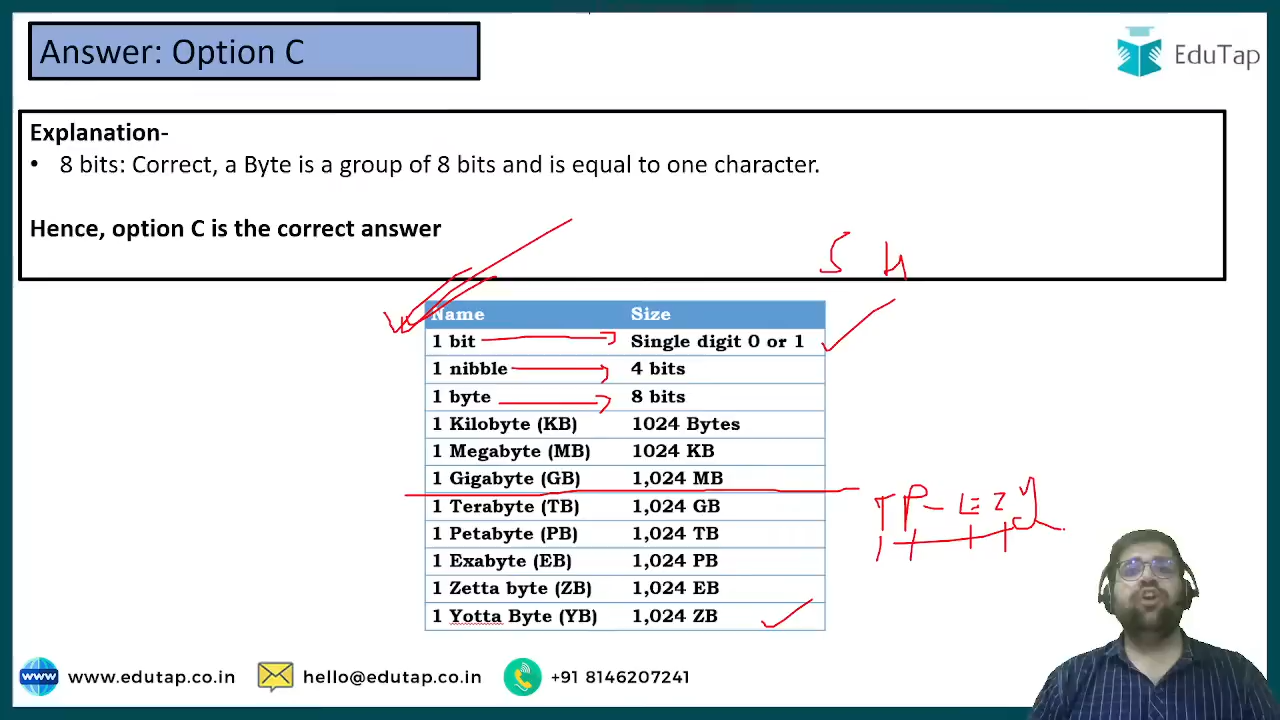 Answer: Option C
EduTap
Explanation-
• 8 bits: Correct, a Byte is a group of 8 bits and is equal to one character.
Hence, option C is the correct answer
Name Size
1 bit Single digit 0 or 1
1 nibble 4 bits
1 byte 8 bits
1 Kilobyte (KB) 1024 Bytes
1 Megabyte (MB) 1024 KB
1 Gigabyte (GB) 1,024 MB
1 Terabyte (TB) 1,024 GB
1 Petabyte (PB) 1,024 TB
1 Exabyte (EB) 1,024 PB
1 Zetta byte (ZB) 1,024 EB
1 Yotta Byte (YB) 1,024 ZB
TP-EZY
www www.edutap.co.in hello@edutap.co.in +91 8146207241